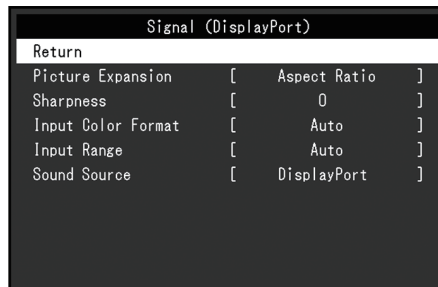 Signal (DisplayPort)
Return
Picture Expansion [ Aspect Ratio ]
Sharpness [ 0 ]
Input Color Format [ Auto ]
Input Range [ Auto ]
Sound Source [ DisplayPort ]